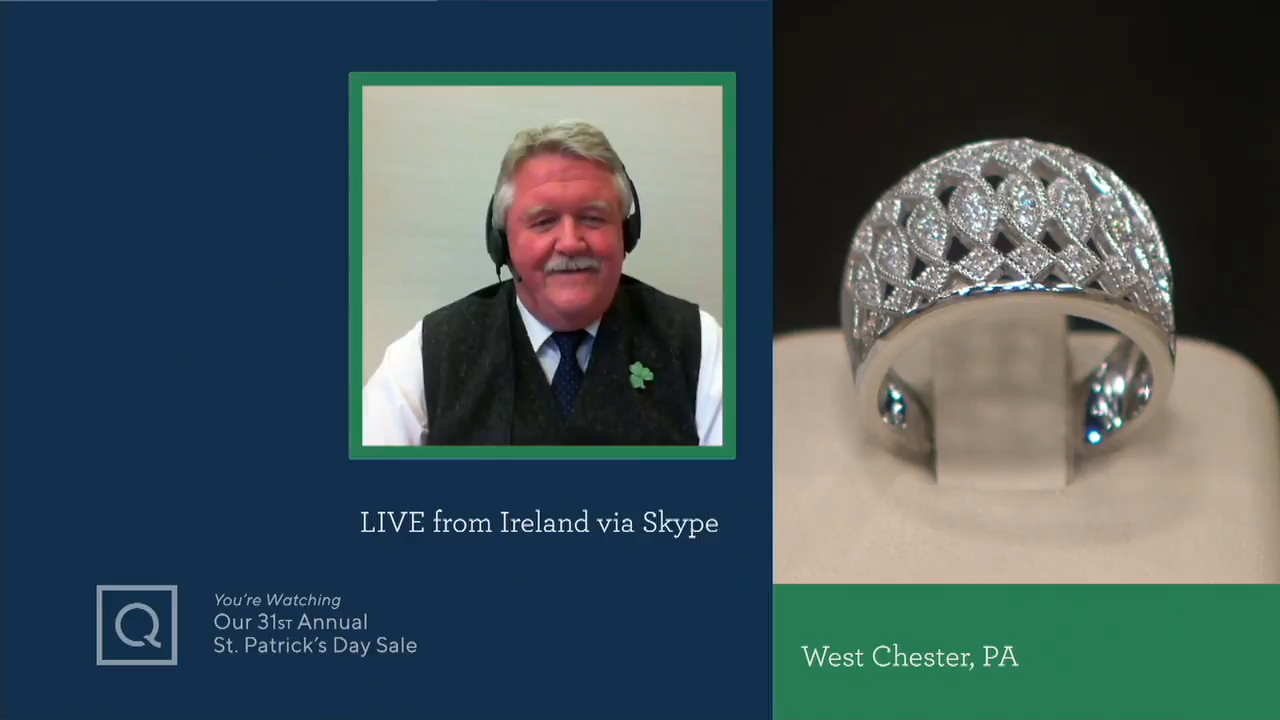 LIVE from Ireland via Skype
Q
You're Watching
Our 31ST Annual
St. Patrick's Day Sale
West Chester, PA